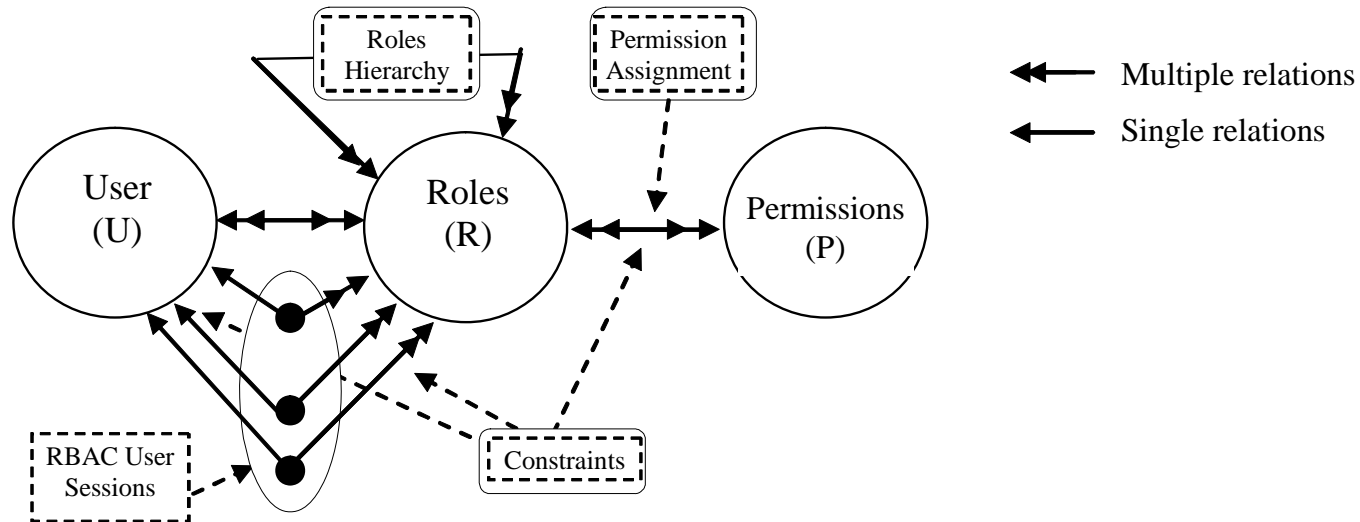 Roles
Hierarchy
Permission
Assignment
Multiple relations
Single relations
User
(U)
Roles
(R)
Permissions
(P)
RBAC User
Sessions
Constraints